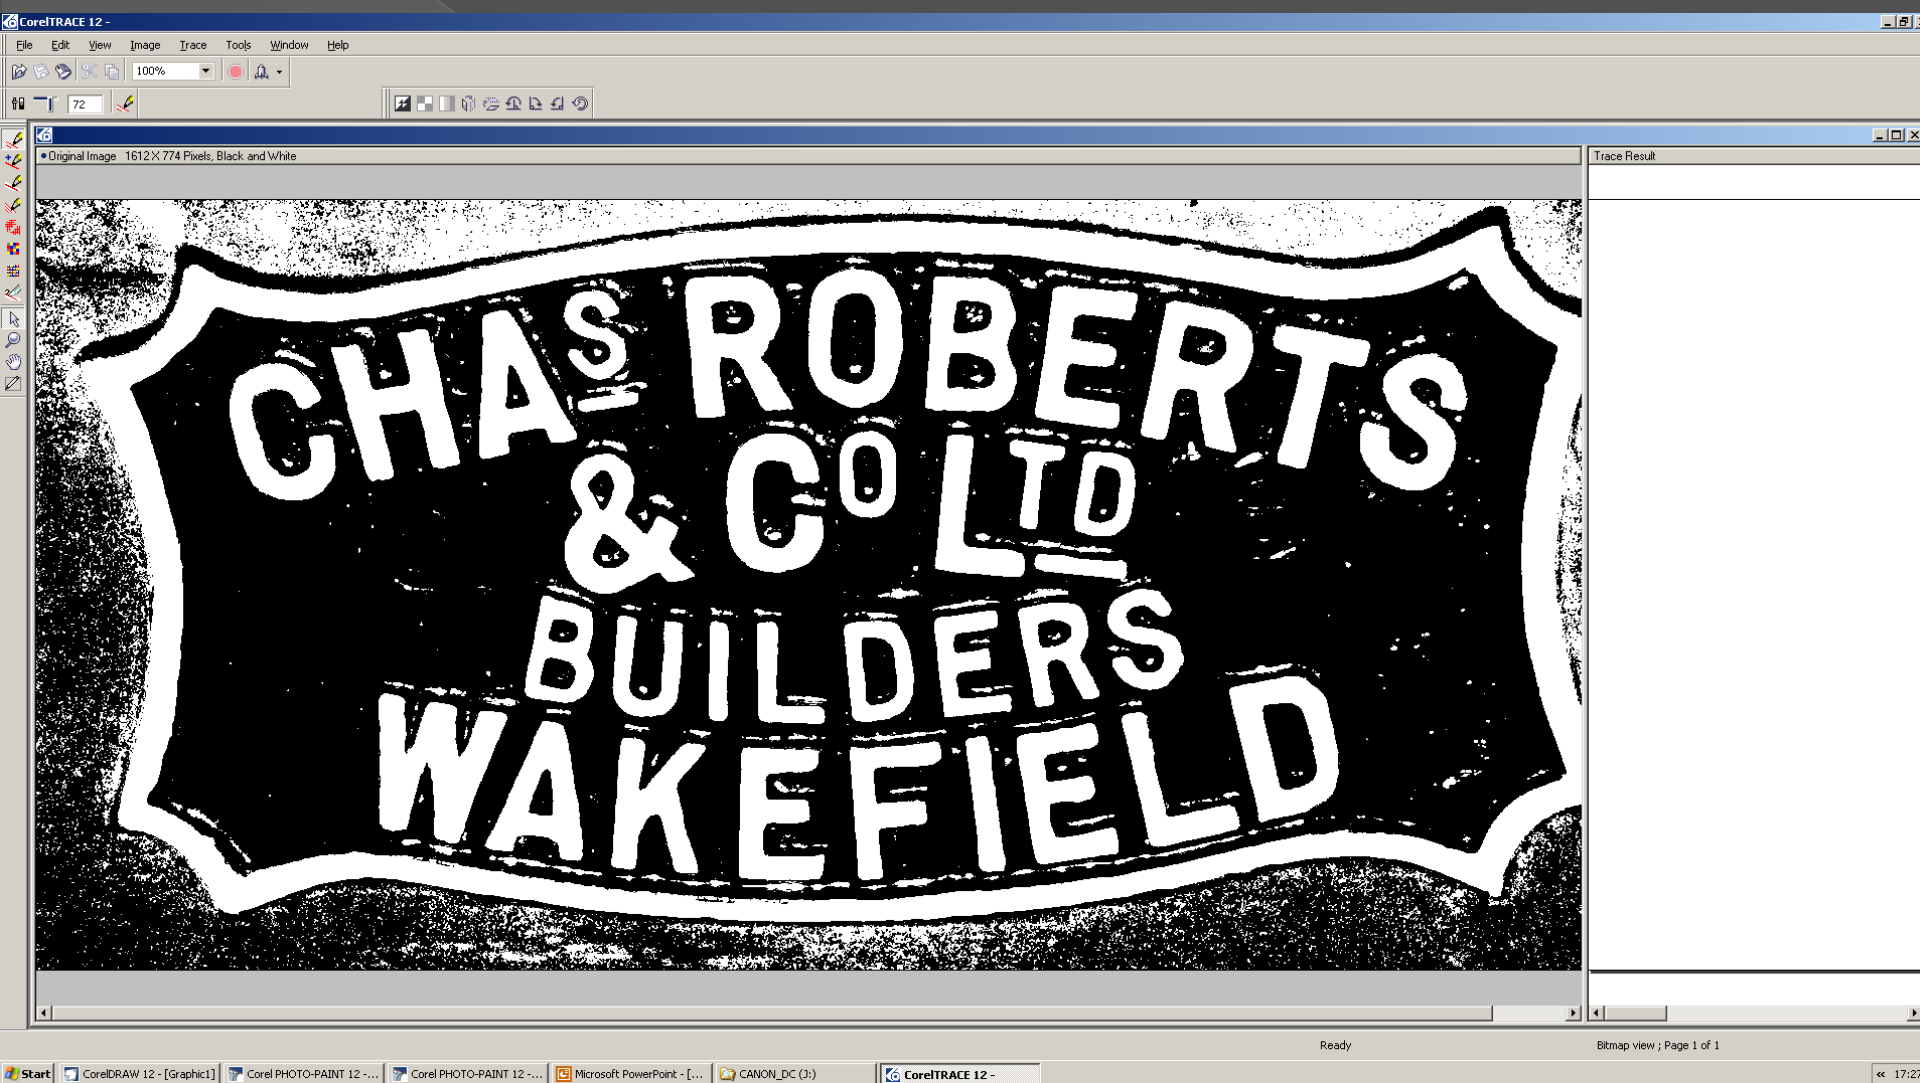 CorelTRACE 12 -
File Edit View Image Trace Tools Window Help
100%
72
Original Image 1612 X 774 Pixels, Black and White
Trace Result
CHAS ROBERTS
& CO LTD
BUILDERS
WAKEFIELD
Ready
Bitmap view ; Page 1 of 1
Start
CorelDRAW 12 - [Graphic1]
Corel PHOTO-PAINT 12 -...
Corel PHOTO-PAINT 12 -...
Microsoft PowerPoint - [...
CANON_DC (J:)
CorelTRACE 12 -
17:27